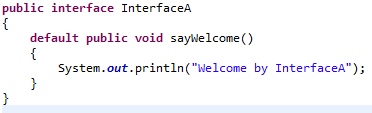 public interface InterfaceA
{
    default public void sayWelcome()
    {
        System.out.println("Welcome by InterfaceA");
    }
}